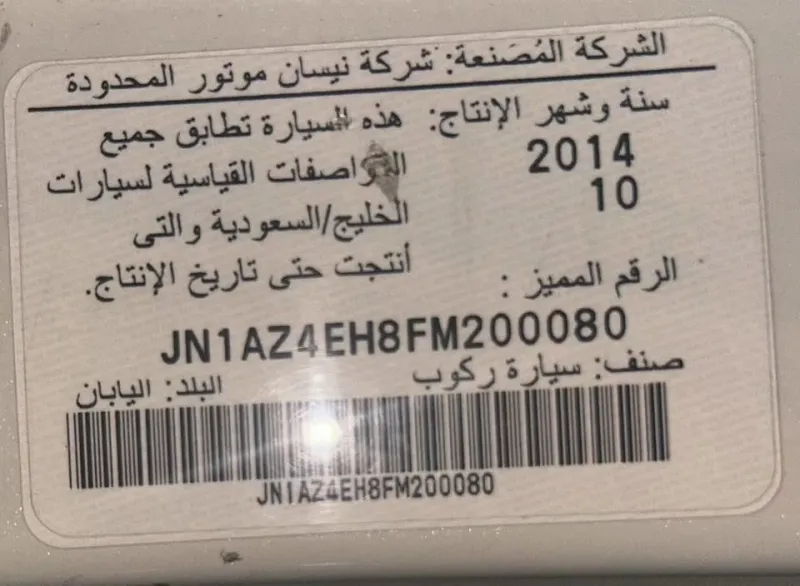 الشركة المُصَنعة: شركة نيسان موتور المحدودة
سنة وشهر الإنتاج:
2014
10
هذه السيارة تطابق جميع
المواصفات القياسية لسيارات
الخليج/السعودية والتى
أنتجت حتى تاريخ الإنتاج.
الرقم المميز :
JN1AZ4EH8FM200080
صنف: سيارة ركوب
البلد: اليابان
JN1AZ4EH8FM200080